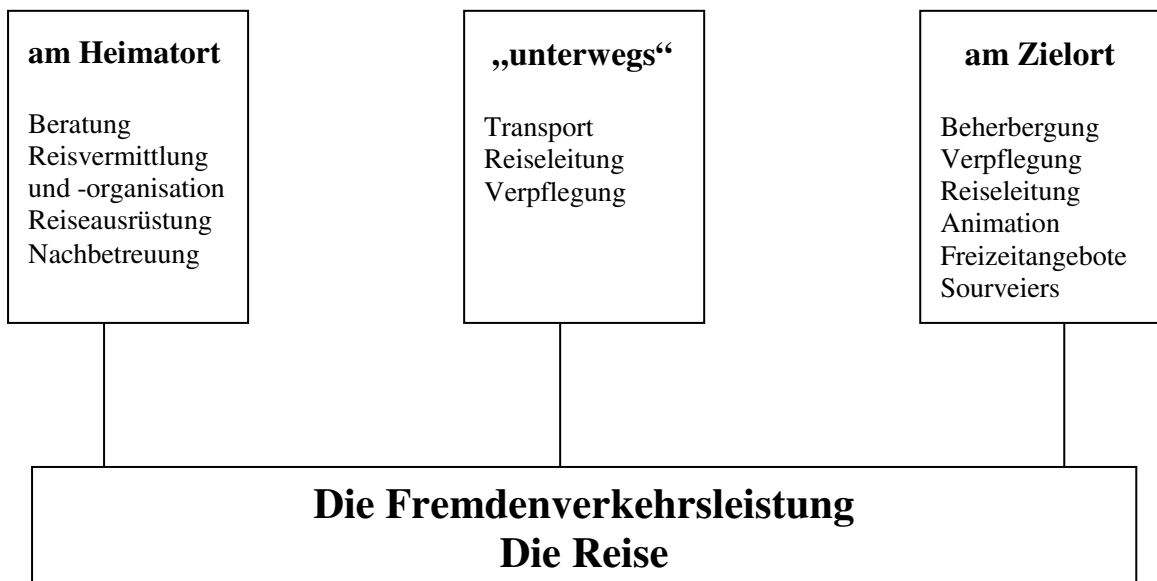 am Heimatort
Beratung
Reisvermittlung
und -organisation
Reiseausrüstung
Nachbetreuung
„unterwegs“
Transport
Reiseleitung
Verpflegung
am Zielort
Beherbergung
Verpflegung
Reiseleitung
Animation
Freizeitangebote
Sourveiers
Die Fremdenverkehrsleistung
Die Reise